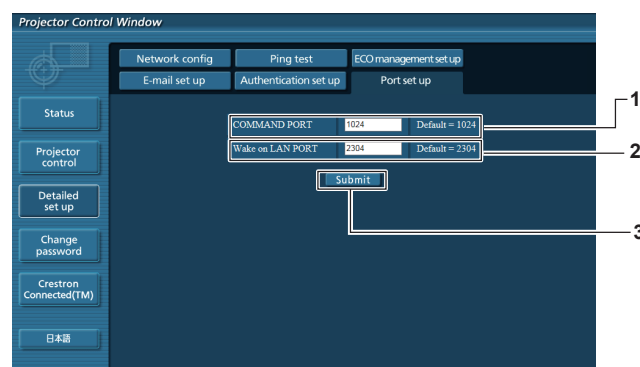 Projector Control Window
Network config
Ping test
ECO management set up
E-mail set up
Authentication set up
Port set up
Status
Projector
control
Detailed
set up
Change
password
Crestron
Connected(TM)
日本語
COMMAND PORT 1024 Default = 1024
Wake on LAN PORT 2304 Default = 2304
Submit
1
2
3